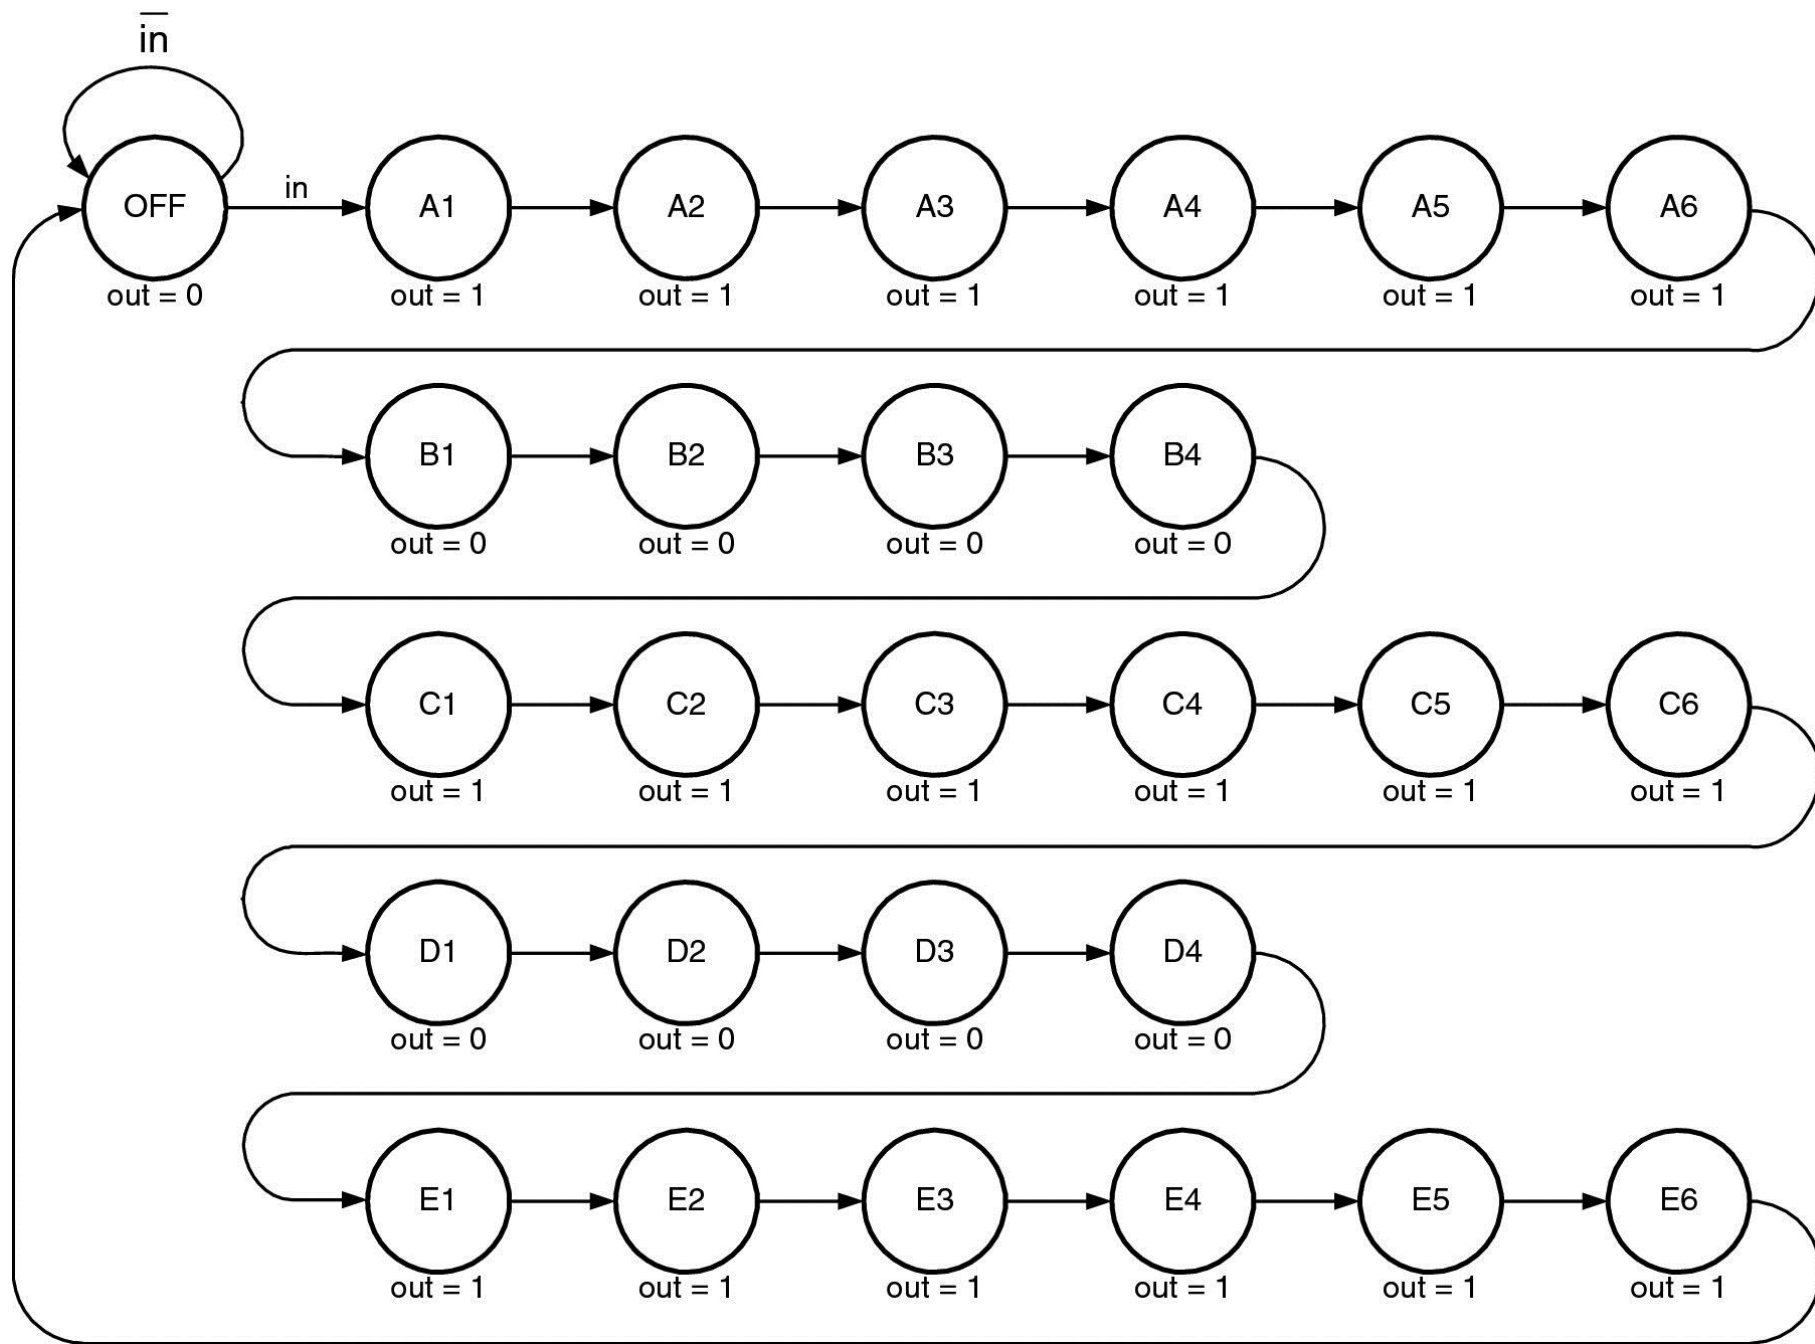 in
OFF in A1 A2 A3 A4 A5 A6
out = 0 out = 1 out = 1 out = 1 out = 1 out = 1 out = 1
B1 B2 B3 B4
out = 0 out = 0 out = 0 out = 0
C1 C2 C3 C4 C5 C6
out = 1 out = 1 out = 1 out = 1 out = 1 out = 1
D1 D2 D3 D4
out = 0 out = 0 out = 0 out = 0
E1 E2 E3 E4 E5 E6
out = 1 out = 1 out = 1 out = 1 out = 1 out = 1